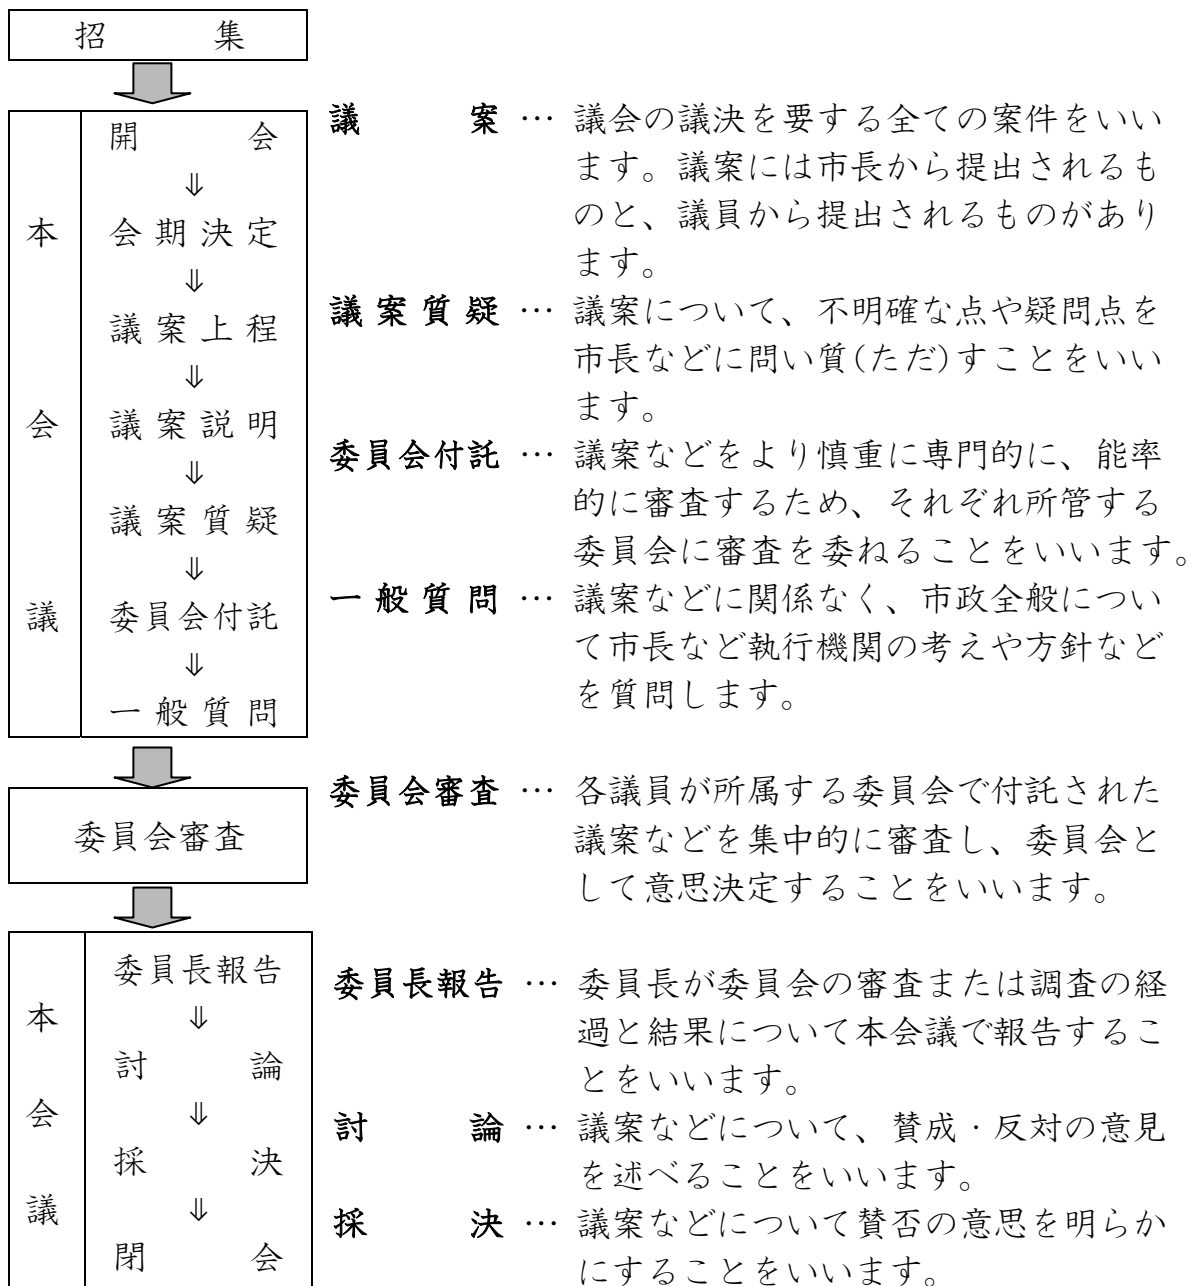 招 集
本会議
開 会
⇓
会期決定
⇓
議案上程
⇓
議案説明
⇓
議案質疑
⇓
委員会付託
⇓
一般質問
議 案 … 議会の議決を要する全ての案件をいい
ます。議案には市長から提出されるも
のと、議員から提出されるものがあり
ます。
議案質疑 … 議案について、不明確な点や疑問点を
市長などに問い質(ただ)すことをいい
ます。
委員会付託 … 議案などをより慎重に専門的に、能率
的に審査するため、それぞれ所管する
委員会に審査を委ねることをいいます。
一般質問 … 議案などに関係なく、市政全般につい
て市長など執行機関の考えや方針など
を質問します。
委員会審査
委員会審査 … 各議員が所属する委員会で付託された
議案などを集中的に審査し、委員会と
して意思決定することをいいます。
本会議
委員長報告
⇓
討 論
⇓
採 決
⇓
閉 会
委員長報告 … 委員長が委員会の審査または調査の経
過と結果について本会議で報告するこ
とをいいます。
討 論 … 議案などについて、賛成・反対の意見
を述べることをいいます。
採 決 … 議案などについて賛否の意思を明らか
にすることをいいます。